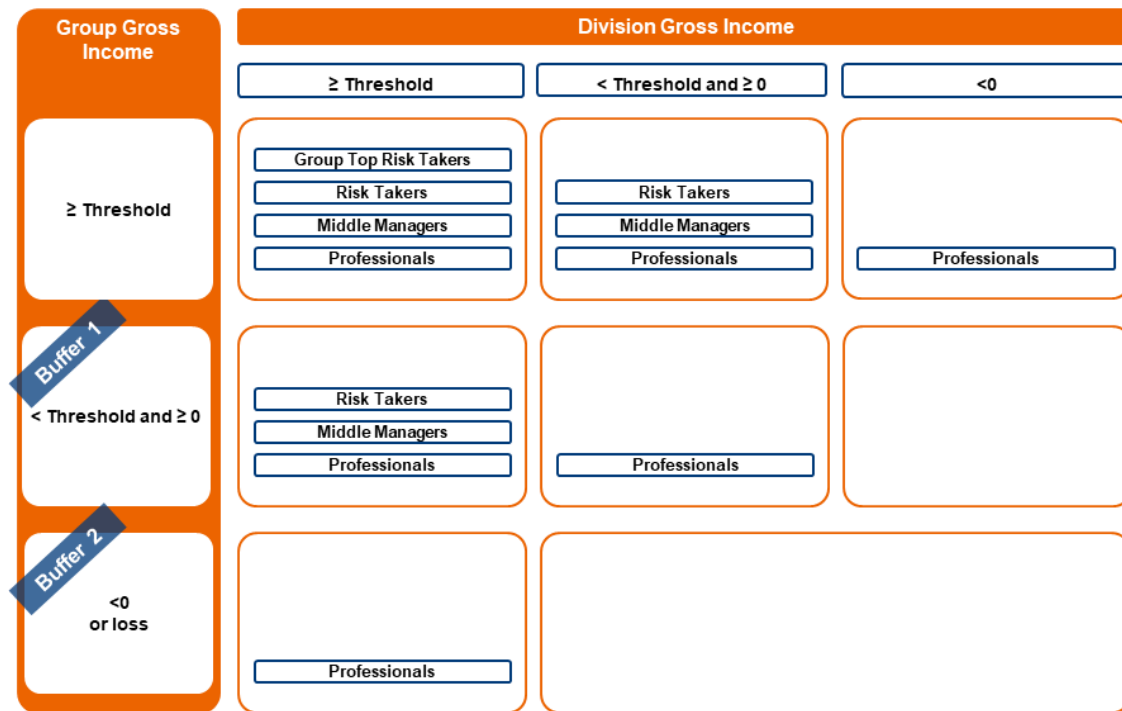 Group Gross
Income
Division Gross Income
≥ Threshold
< Threshold and ≥ 0
<0
≥ Threshold
Group Top Risk Takers
Risk Takers
Middle Managers
Professionals
Risk Takers
Middle Managers
Professionals
Professionals
Buffer 1
< Threshold and ≥ 0
Risk Takers
Middle Managers
Professionals
Professionals
Buffer 2
<0
or loss
Professionals